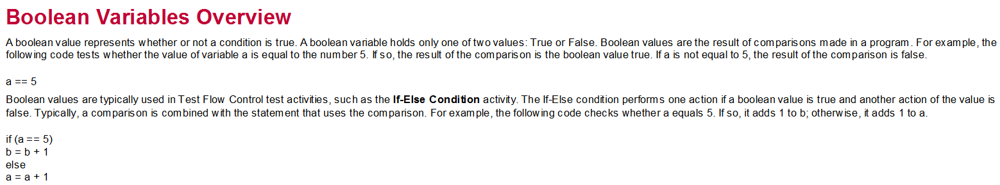 Boolean Variables Overview
A boolean value represents whether or not a condition is true. A boolean variable holds only one of two values: True or False. Boolean values are the result of comparisons made in a program. For example, the
following code tests whether the value of variable a is equal to the number 5. If so, the result of the comparison is the boolean value true. If a is not equal to 5, the result of the comparison is false.
a == 5
Boolean values are typically used in Test Flow Control test activities, such as the If-Else Condition activity. The If-Else condition performs one action if a boolean value is true and another action of the value is
false. Typically, a comparison is combined with the statement that uses the comparison. For example, the following code checks whether a equals 5. If so, it adds 1 to b; otherwise, it adds 1 to a.
if (a == 5)
b = b + 1
else
a = a + 1